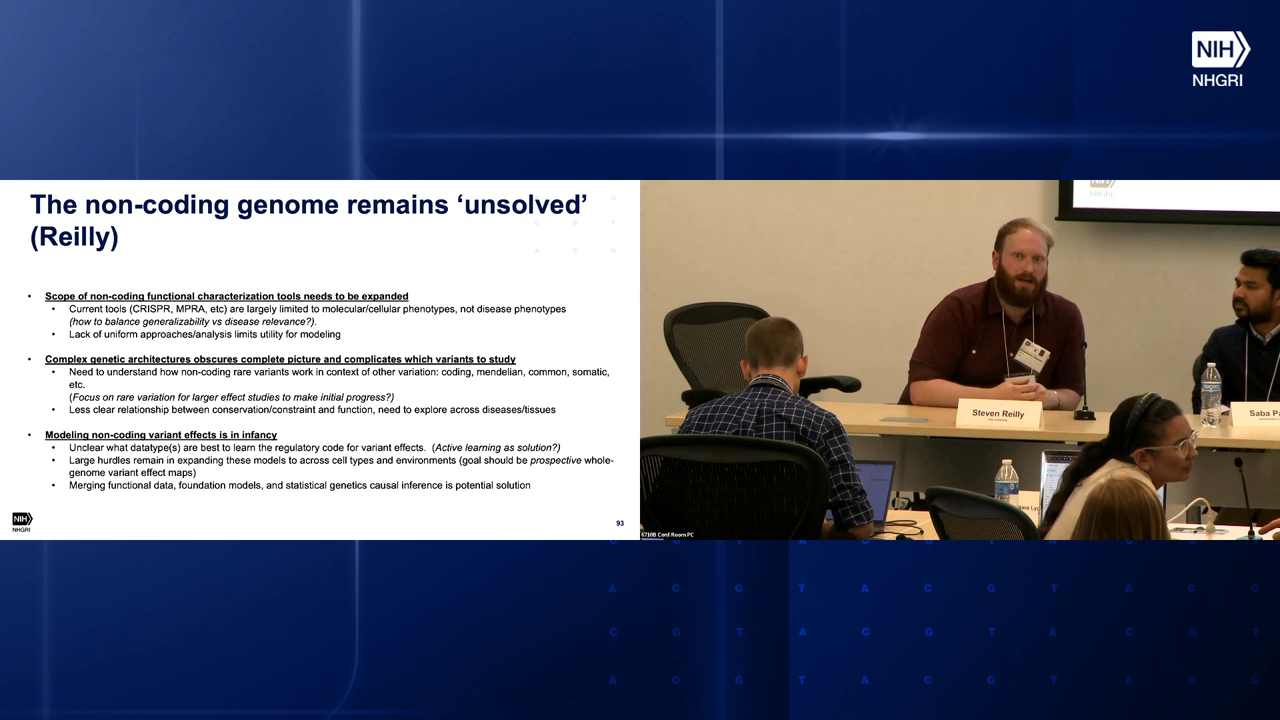 NIH
NHGRI
The non-coding genome remains ‘unsolved’
(Reilly)
• Scope of non-coding functional characterization tools needs to be expanded
• Current tools (CRISPR, MPRA, etc) are largely limited to molecular/cellular phenotypes, not disease phenotypes
(how to balance generalizability vs disease relevance?).
• Lack of uniform approaches/analysis limits utility for modeling
• Complex genetic architectures obscures complete picture and complicates which variants to study
• Need to understand how non-coding rare variants work in context of other variation: coding, mendelian, common, somatic,
etc.
(Focus on rare variation for larger effect studies to make initial progress?)
• Less clear relationship between conservation/constraint and function, need to explore across diseases/tissues
• Modeling non-coding variant effects is in infancy
• Unclear what datatype(s) are best to learn the regulatory code for variant effects. (Active learning as solution?)
• Large hurdles remain in expanding these models to across cell types and environments (goal should be prospective whole-
genome variant effect maps)
• Merging functional data, foundation models, and statistical genetics causal inference is potential solution
NIH
NHGRI
93
Steven Reilly
Saba
6710B Conf Room PC
A C G T A C G T A C G
C G T A C G T A C G T
A C G T A C G T A C G